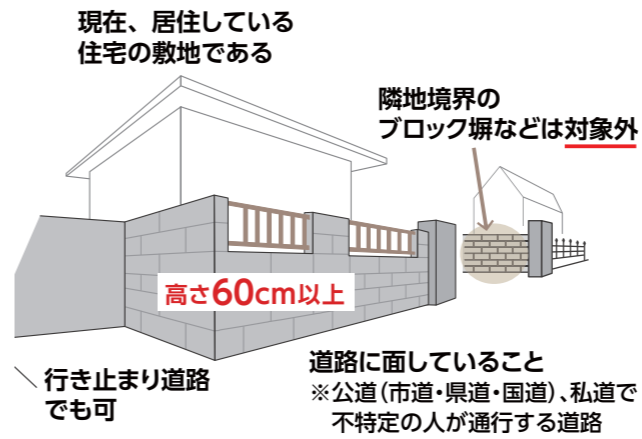 現在、居住している
住宅の敷地である
隣地境界の
ブロック塀などは対象外
高さ60cm以上
行き止まり道路
でも可
道路に面していること
※公道(市道・県道・国道)、私道で
不特定の人が通行する道路